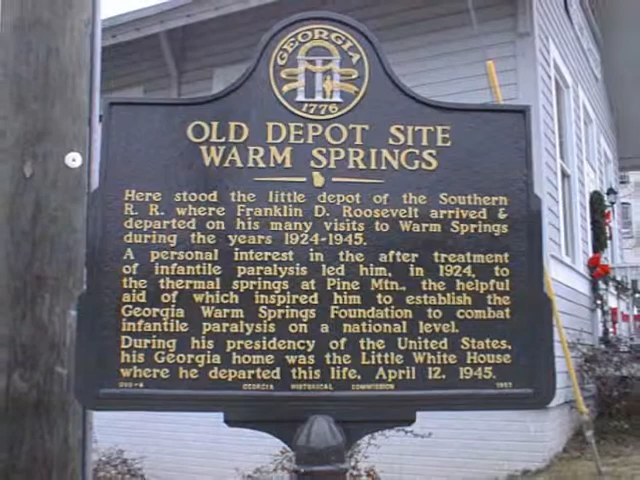 GEORGIA
1776
OLD DEPOT SITE
WARM SPRINGS
Here stood the little depot of the Southern
R. R. where Franklin D. Roosevelt arrived &
departed on his many visits to Warm Springs
during the years 1924-1945.
A personal interest in the after treatment
of infantile paralysis led him, in 1924, to
the thermal springs at Pine Mtn., the helpful
aid of which inspired him to establish the
Georgia Warm Springs Foundation to combat
infantile paralysis on a national level.
During his presidency of the United States,
his Georgia home was the Little White House
where he departed this life, April 12, 1945.
GEORGIA HISTORICAL COMMISSION 1957